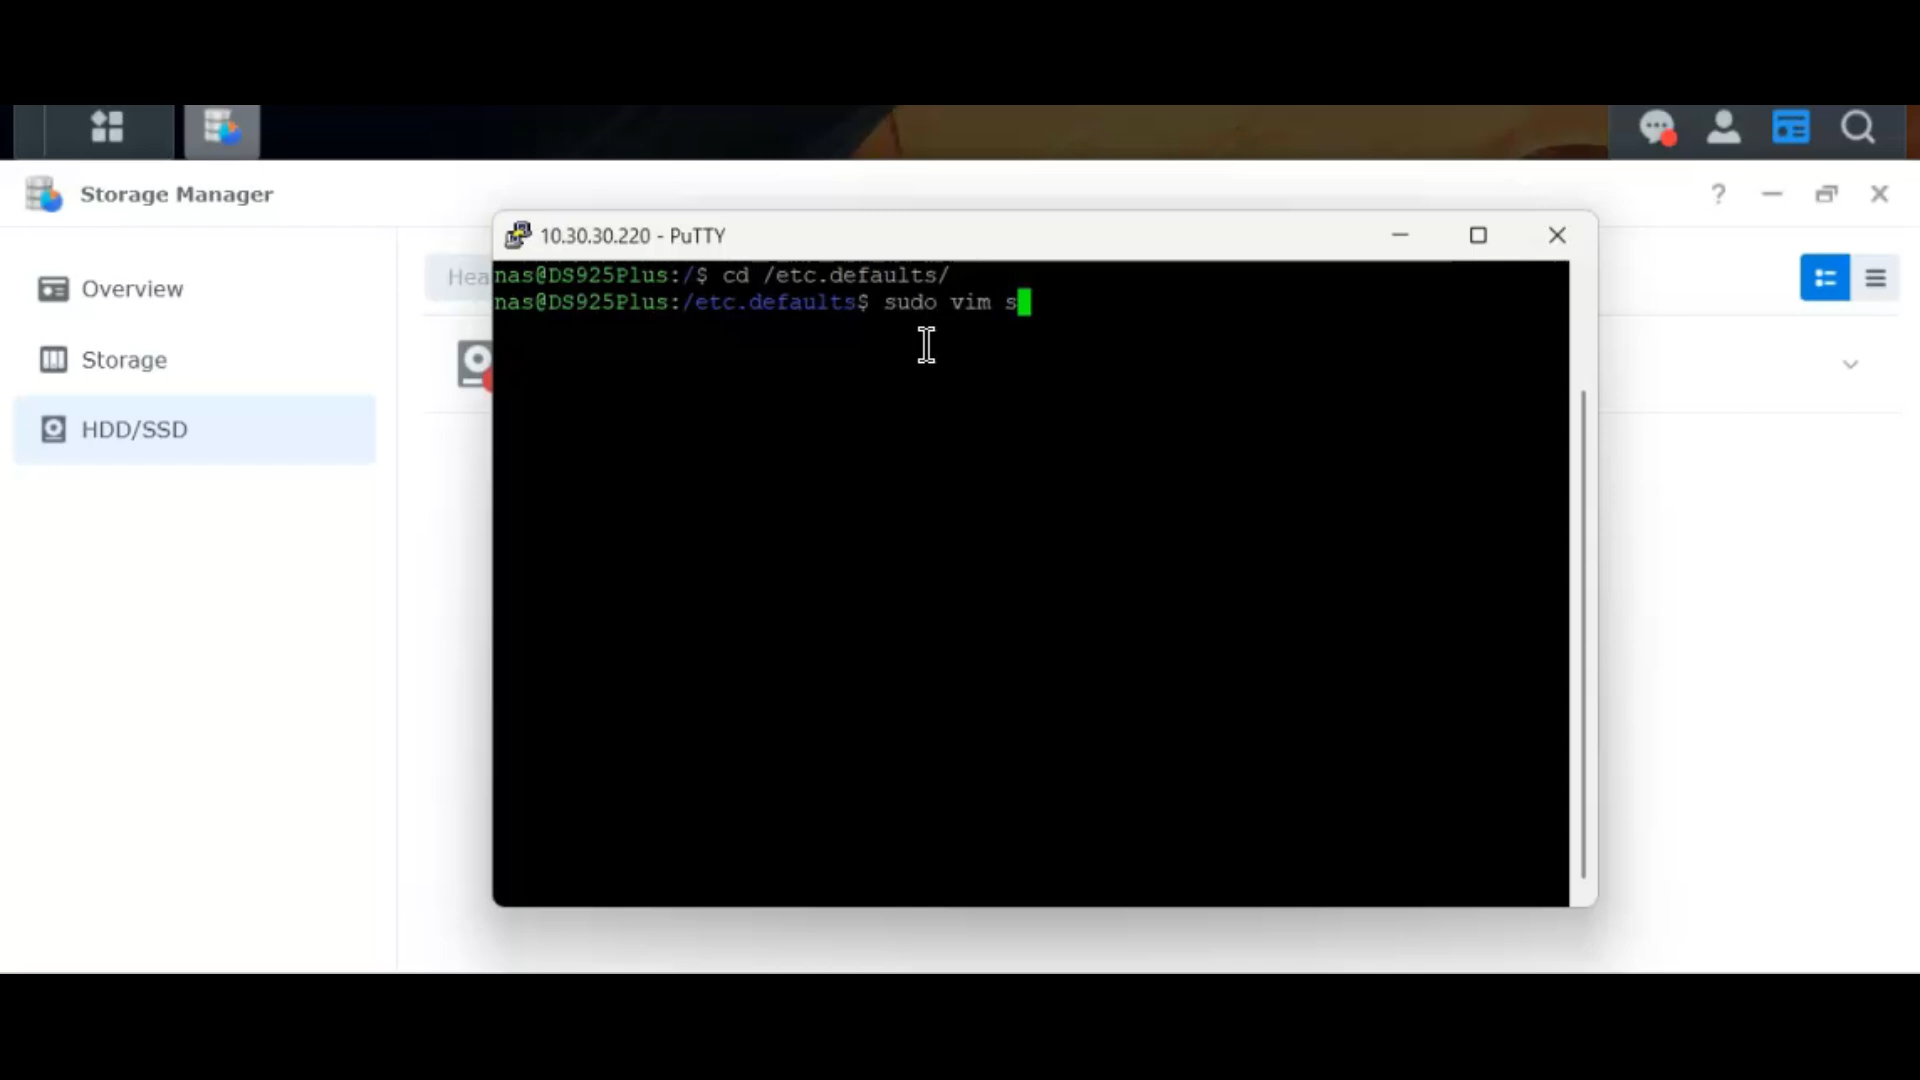 Storage Manager
?
10.30.30.220 - PuTTY
Overview
Hea
nas@DS925Plus:/$ cd /etc.defaults/
nas@DS925Plus:/etc.defaults$ sudo vim s
Storage
HDD/SSD